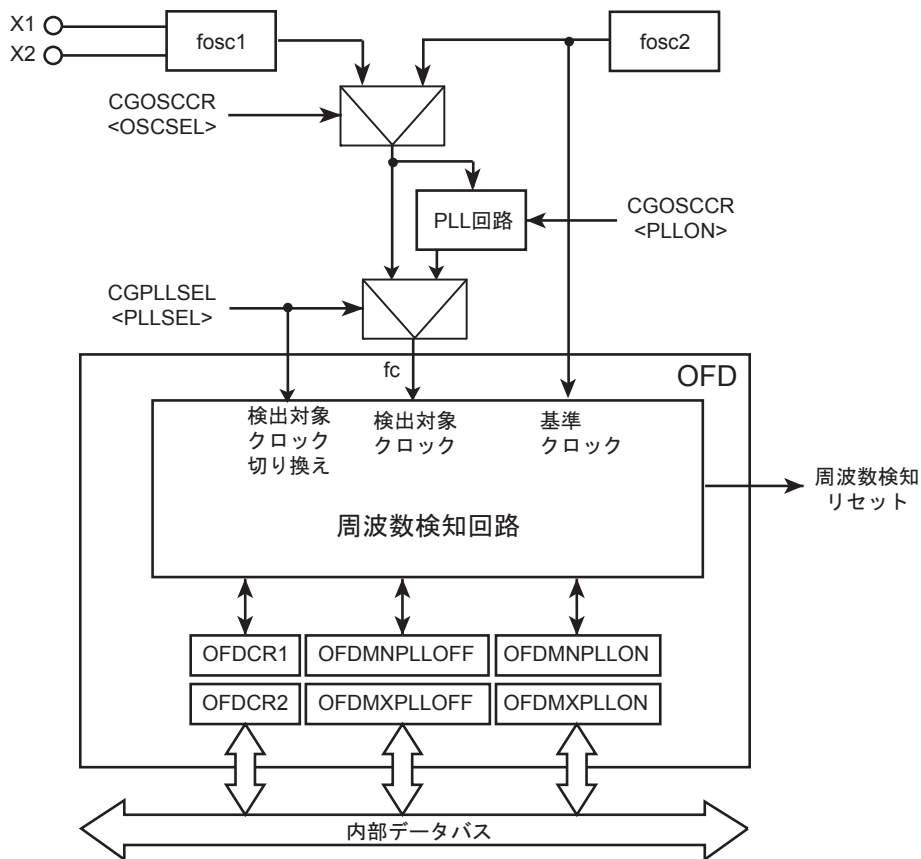 X1
X2
fosc1
fosc2
CGOSCCR
<OSCSEL>
PLL回路
CGOSCCR
<PLLON>
CGPLLSEL
<PLLSEL>
fc
OFD
検出対象
クロック
切り換え
検出対象
クロック
基準
クロック
周波数検知
リセット
周波数検知回路
OFDCR1
OFDMNPLLOFF
OFDMNPLLON
OFDCR2
OFDMXPLLOFF
OFDMXPLLON
内部データバス